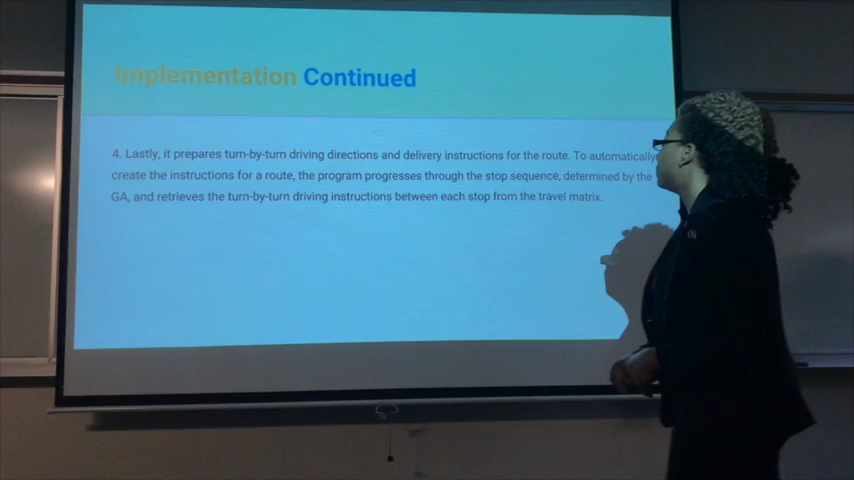 Implementation Continued
4. Lastly, it prepares turn-by-turn driving directions and delivery instructions for the route. To automatically
create the instructions for a route, the program progresses through the stop sequence, determined by the
GA, and retrieves the turn-by-turn driving instructions between each stop from the travel matrix.